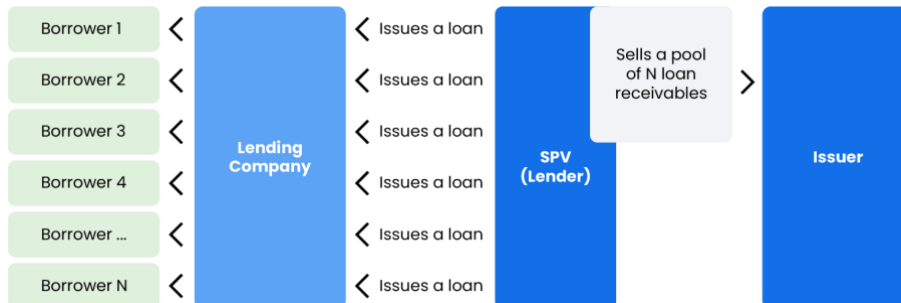 Borrower 1
Issues a loan
Borrower 2
Issues a loan
Borrower 3
Issues a loan
Borrower 4
Issues a loan
Borrower ...
Issues a loan
Borrower N
Issues a loan
Lending
Company
SPV
(Lender)
Sells a pool
of N loan
receivables
Issuer